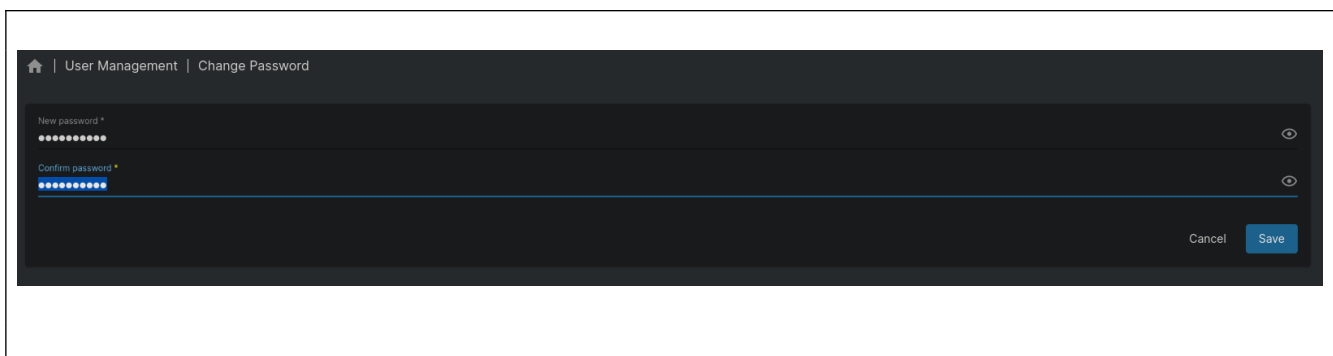 | User Management | Change Password
New password *
●●●●●●●●●●
Confirm password *
●●●●●●●●●●
Cancel Save